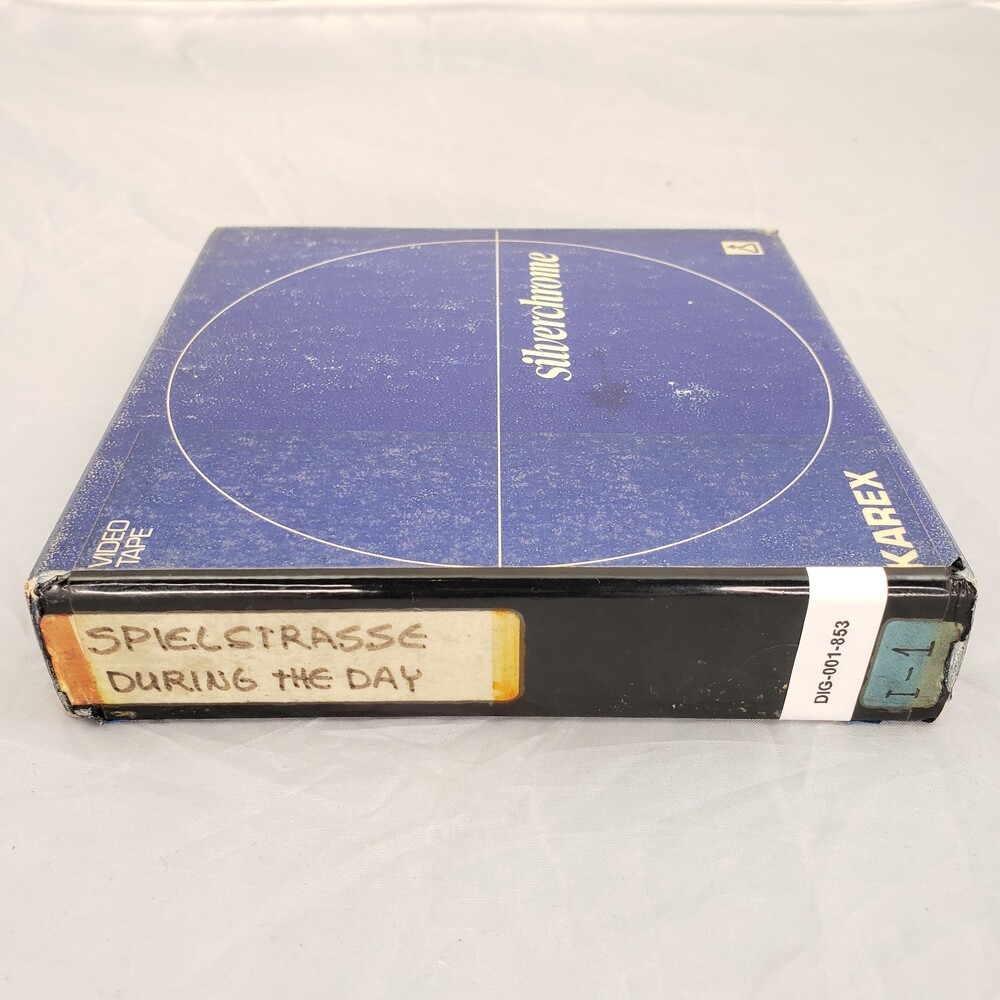 silverchrome
VIDEO
TAPE
KAREX
SPIELSTRASSE
DURING THE DAY
DIG-001-853
I-1